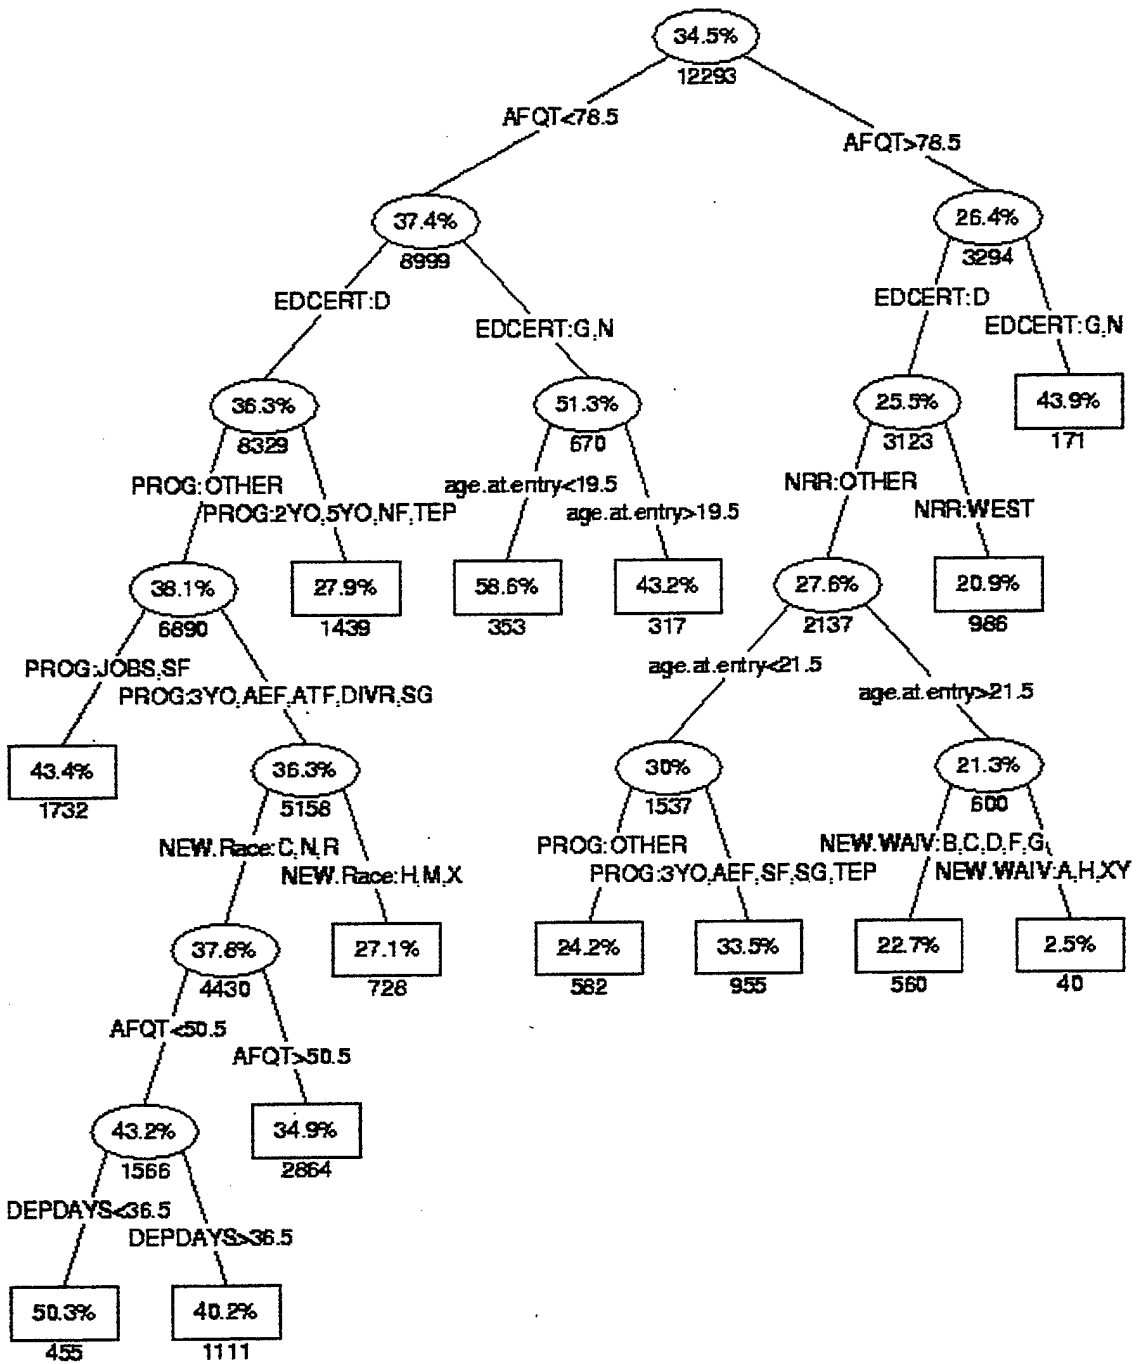 34.5%
12293
AFQT<78.5
AFQT>78.5
37.4%
8999
26.4%
3294
EDCERT:D
EDCERT:G,N
EDCERT:D
EDCERT:G,N
36.3%
8329
51.3%
670
25.5%
3123
43.9%
171
PROG:OTHER
PROG:2YO,5YO,NF,TEP
age.at.entry<19.5
age.at.entry>19.5
NRR:OTHER
NRR:WEST
38.1%
6890
27.9%
1439
58.6%
353
43.2%
317
27.6%
2137
20.9%
986
PROG:JOBS,SF
PROG:3YO,AEF,ATF,DIVR,SG
age.at.entry<21.5
age.at.entry>21.5
43.4%
1732
36.3%
5158
30%
1537
21.3%
600
NEW.Race:C,N,R
NEW.Race:H,M,X
PROG:OTHER
PROG:3YO,AEF,SF,SG,TEP
NEW.WAIV:B,C,D,F,G,
NEW.WAIV:A,H,XY
37.8%
4430
27.1%
728
24.2%
582
33.5%
955
22.7%
560
2.5%
40
AFQT<50.5
AFQT>50.5
43.2%
1566
34.9%
2864
DEPDAYS<36.5
DEPDAYS>36.5
50.3%
455
40.2%
1111